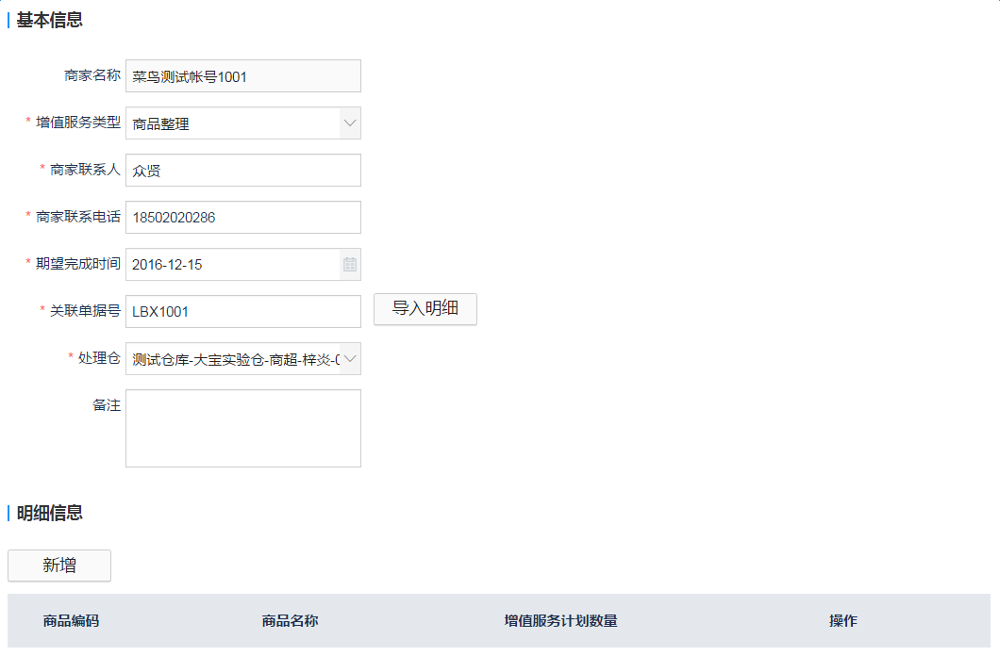 基本信息
商家名称 菜鸟测试帐号1001
* 增值服务类型 商品整理
* 商家联系人 众贤
* 商家联系电话 18502020286
* 期望完成时间 2016-12-15
* 关联单据号 LBX1001 导入明细
* 处理仓 测试仓库-大宝实验仓-商超-梓炎-
备注
明细信息
新增
商品编码 商品名称 增值服务计划数量 操作